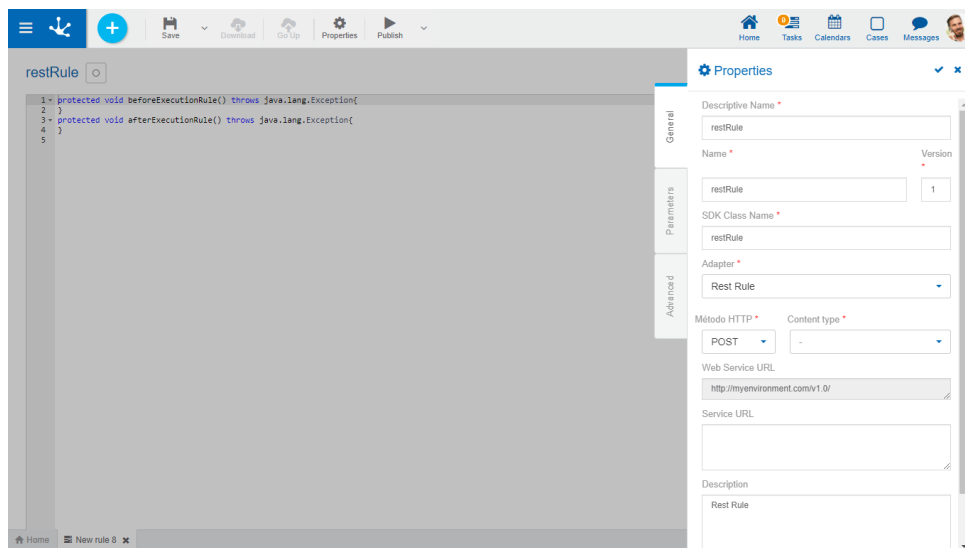 Save
Download
Go Up
Properties
Publish
Home
0
Tasks
Calendars
Cases
Messages
restRule
1 protected void beforeExecutionRule() throws java.lang.Exception{
2 }
3 protected void afterExecutionRule() throws java.lang.Exception{
4 }
5
General
Parameters
Advanced
Properties
Descriptive Name *
restRule
Name * Version *
restRule 1
SDK Class Name *
restRule
Adapter *
Rest Rule
Método HTTP * Content type *
POST -
Web Service URL
http://myenvironment.com/v1.0/
Service URL
Description
Rest Rule
Home New rule 8